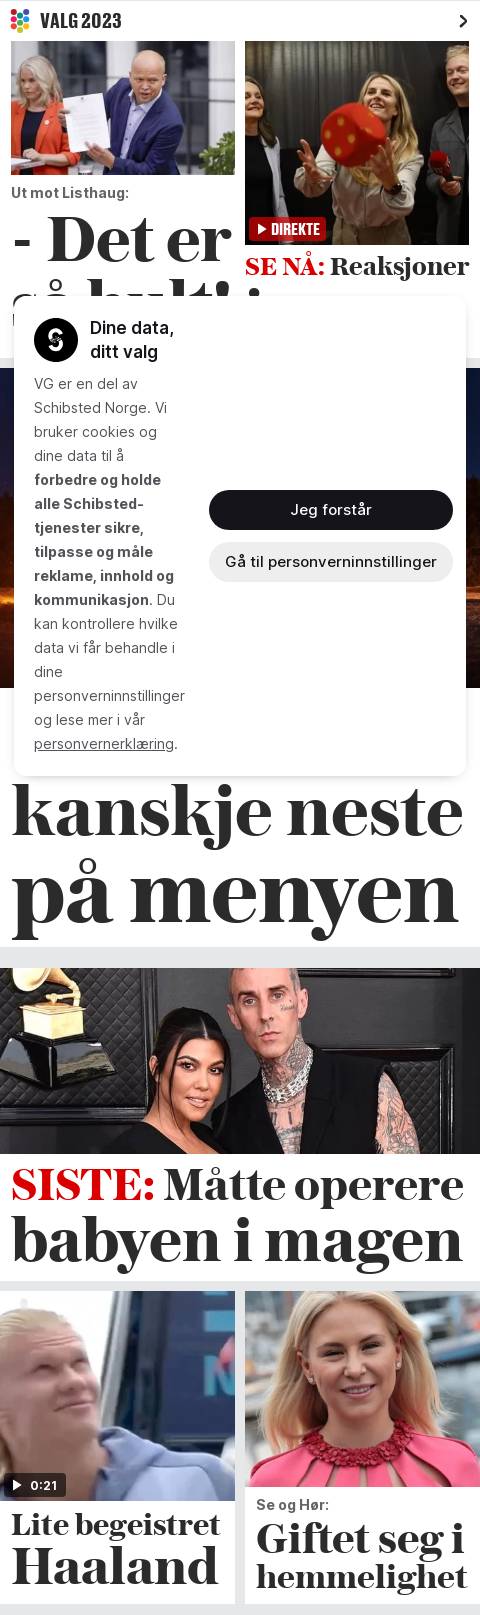 VALG 2023
Ut mot Listhaug:
- Det er
så kult!
DIREKTE
SE NÅ: Reaksjoner
Dine data,
ditt valg
VG er en del av
Schibsted Norge. Vi
bruker cookies og
dine data til å
forbedre og holde
alle Schibsted-
tjenester sikre,
tilpasse og måle
reklame, innhold og
kommunikasjon. Du
kan kontrollere hvilke
data vi får behandle i
dine
personverninnstillinger
og lese mer i vår
personvernerklæring.
Jeg forstår
Gå til personverninnstillinger
kanskje neste
på menyen
SISTE: Måtte operere
babyen i magen
0:21
Lite begeistret
Haaland
Se og Hør:
Giftet seg i
hemmelighet